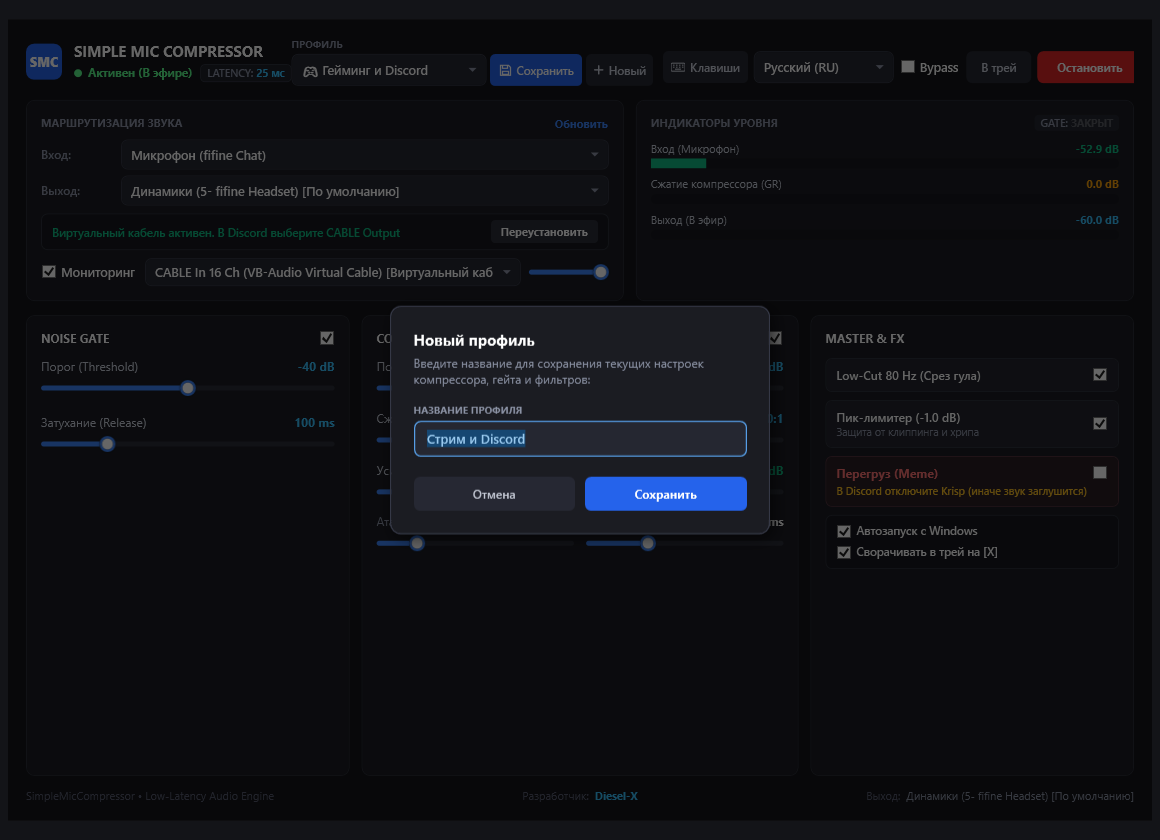 SMC
SIMPLE MIC COMPRESSOR
Активен (В эфире)
LATENCY: 25 мс
ПРОФИЛЬ
Гейминг и Discord
Сохранить
+ Новый
Клавиши
Русский (RU)
Bypass
В трей
Остановить
МАРШРУТИЗАЦИЯ ЗВУКА
Обновить
Вход:
Микрофон (fifine Chat)
Выход:
Динамики (5- fifine Headset) [По умолчанию]
Виртуальный кабель активен. В Discord выберите CABLE Output
Переустановить
Мониторинг
CABLE In 16 Ch (VB-Audio Virtual Cable) [Виртуальный каб
ИНДИКАТОРЫ УРОВНЯ
GATE: ЗАКРЫТ
Вход (Микрофон)
-52.9 dB
Сжатие компрессора (GR)
0.0 dB
Выход (В эфир)
-60.0 dB
NOISE GATE
Порог (Threshold)
-40 dB
Затухание (Release)
100 ms
Новый профиль
Введите название для сохранения текущих настроек
компрессора, гейта и фильтров:
НАЗВАНИЕ ПРОФИЛЯ
Стрим и Discord
Отмена
Сохранить
MASTER & FX
Low-Cut 80 Hz (Срез гула)
Пик-лимитер (-1.0 dB)
Защита от клиппинга и хрипа
Перегруз (Meme)
В Discord отключите Krisp (иначе звук заглушится)
Автозапуск с Windows
Сворачивать в трей на [X]
SimpleMicCompressor • Low-Latency Audio Engine
Разработчик: Diesel-X
Выход: Динамики (5- fifine Headset) [По умолчанию]